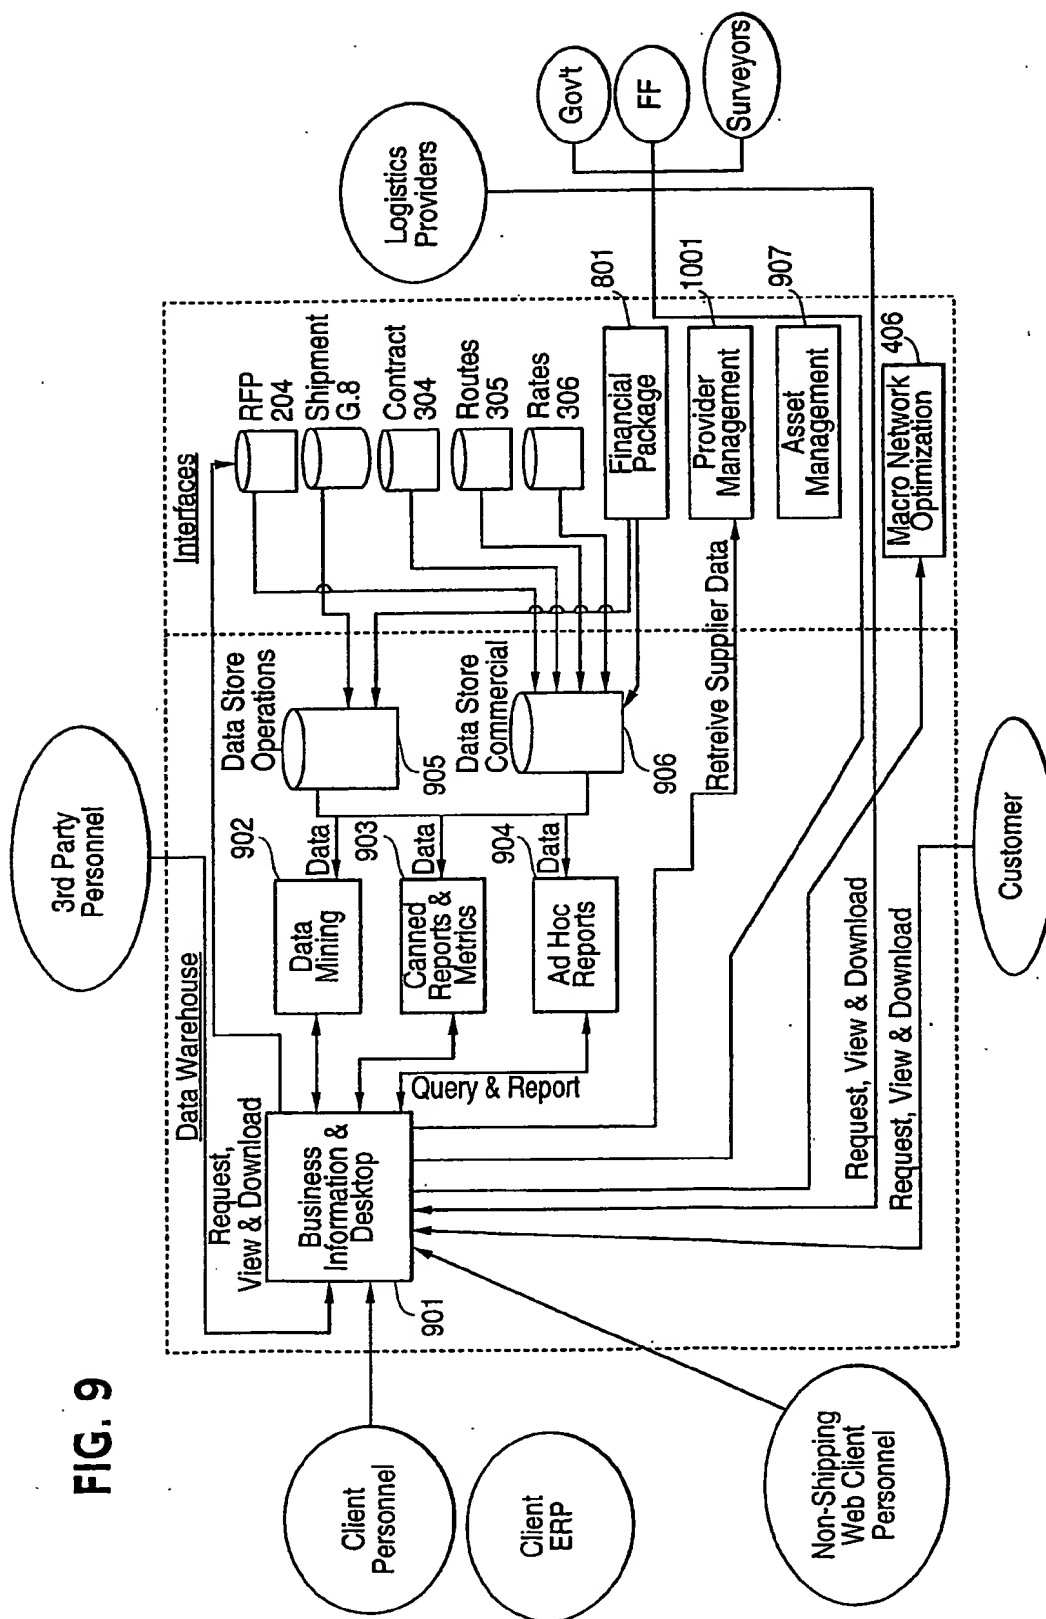 FIG. 9
3rd Party
Personnel
Client
Personnel
Client
ERP
Non-Shipping
Web Client
Personnel
Customer
Logistics
Providers
Gov't
FF
Surveyors
Data Warehouse
Interfaces
Request,
View & Download
Business
Information &
Desktop
901
Data
Mining
902
Data
Canned
Reports &
Metrics
903
Data
Ad Hoc
Reports
904
Data
Query & Report
Data Store
Operations
905
Data Store
Commercial
906
RFP
204
Shipment
G.8
Contract
304
Routes
305
Rates
306
Financial
Package
801
Retreive Supplier Data
Provider
Management
1001
Asset
Management
907
Macro Network
Optimization
406
Request, View & Download
Request, View & Download